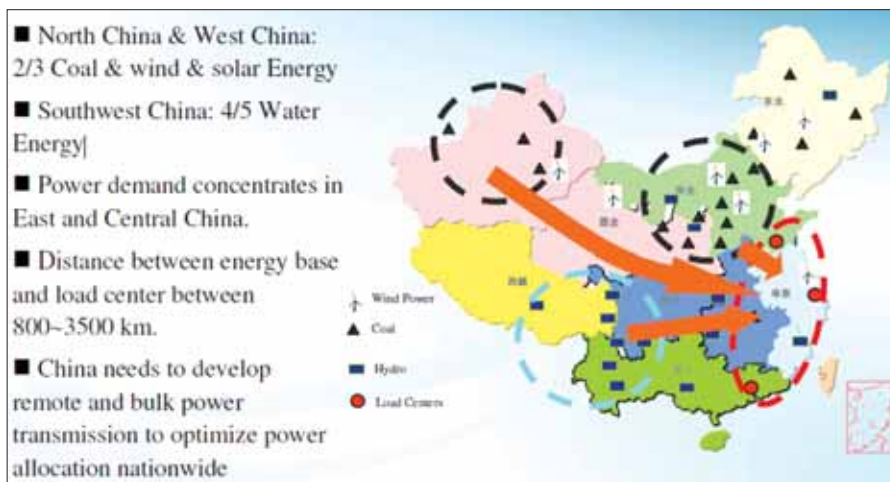 ■ North China & West China:
2/3 Coal & wind & solar Energy
■ Southwest China: 4/5 Water
Energy|
■ Power demand concentrates in
East and Central China.
■ Distance between energy base
and load center between
800~3500 km.
■ China needs to develop
remote and bulk power
transmission to optimize power
allocation nationwide
Wind Power
Coal
Hydro
Load Centers